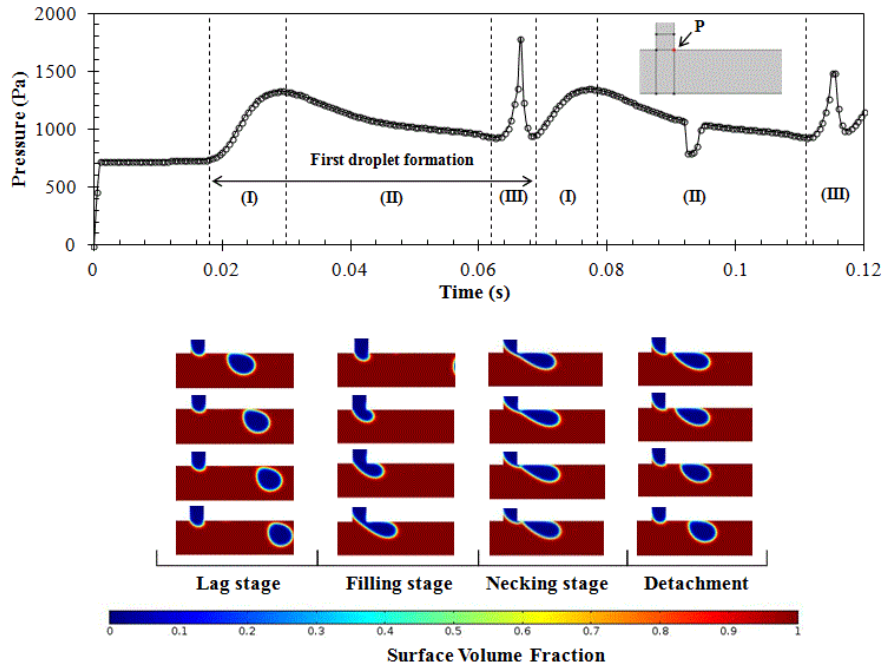 2000
1500
1000
500
0
Pressure (Pa)
P
First droplet formation
(I)
(II)
(III)
(I)
(II)
(III)
0
0.02
0.04
0.06
0.08
0.1
0.12
Time (s)
Lag stage
Filling stage
Necking stage
Detachment
0
0.1
0.2
0.3
0.4
0.5
0.6
0.7
0.8
0.9
1
Surface Volume Fraction